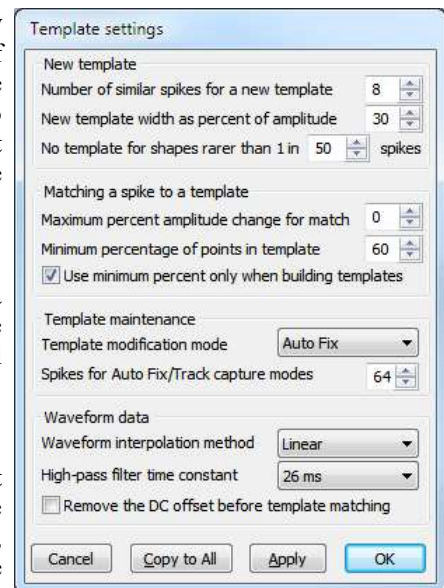 Template settings
New template
Number of similar spikes for a new template 8
New template width as percent of amplitude 30
No template for shapes rarer than 1 in 50 spikes
Matching a spike to a template
Maximum percent amplitude change for match 0
Minimum percentage of points in template 60
Use minimum percent only when building templates
Template maintenance
Template modification mode Auto Fix
Spikes for Auto Fix/Track capture modes 64
Waveform data
Waveform interpolation method Linear
High-pass filter time constant 26 ms
Remove the DC offset before template matching
Cancel Copy to All Apply OK